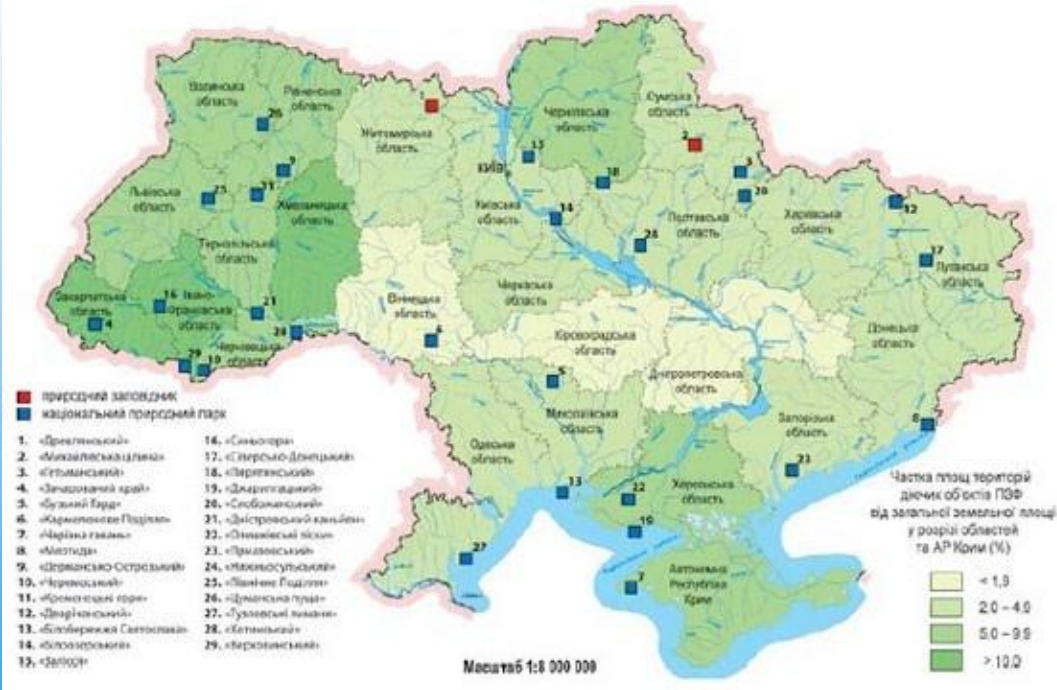 Волинська
область
Рівненська
область
Житомирська
область
Чернігівська
область
Сумська
область
КИЇВ
Київська
область
Львівська
область
Хмельницька
область
Тернопільська
область
Полтавська
область
Харківська
область
Луганська
область
Закарпатська
область
Івано-
Франківська
область
Чернівецька
область
Вінницька
область
Черкаська
область
Кіровоградська
область
Дніпропетровська
область
Донецька
область
Запорізька
область
Миколаївська
область
Одеська
область
Херсонська
область
Автономна
Республіка
Крим
природний заповідник
національний природний парк
1. «Древлянський»
2. «Михайлівська цілина»
3. «Гетьманський»
4. «Зачарований край»
5. «Бузький Гард»
6. «Кармелюкове Поділля»
7. «Чарівна гавань»
8. «Меотида»
9. «Дермансько-Острозький»
10. «Черемоський»
11. «Кременецькі гори»
12. «Дворічанський»
13. «Білобережжя Святослава»
14. «Білоозерський»
15. «Залісся»
16. «Синьогора»
17. «Сіверсько-Донецький»
18. «Пирятинський»
19. «Джарилгацький»
20. «Слобожанський»
21. «Дністровський каньйон»
22. «Олешківські піски»
23. «Приазовський»
24. «Нижньосульський»
25. «Північне Поділля»
26. «Цуманська пуща»
27. «Тузловські лимани»
28. «Хотинський»
29. «Верховинський»
Масштаб 1:8 000 000
Частка площ територій
діючих об'єктів ПЗФ
від загальної земельної площі
у розрізі областей
та АР Крим (%)
< 1,9
2,0 – 4,9
5,0 – 9,9
> 10,0